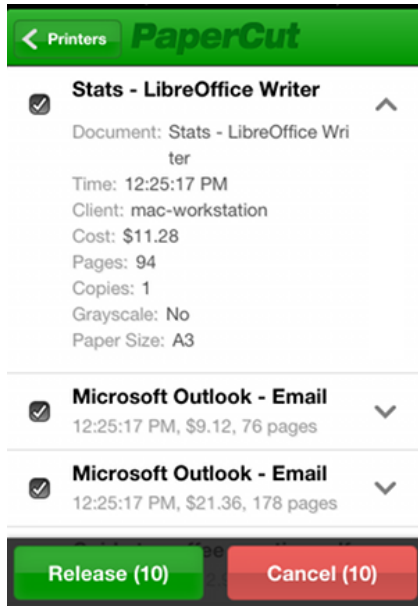 Printers
PaperCut
Stats - LibreOffice Writer
Document: Stats - LibreOffice Wri
ter
Time: 12:25:17 PM
Client: mac-workstation
Cost: $11.28
Pages: 94
Copies: 1
Grayscale: No
Paper Size: A3
Microsoft Outlook - Email
12:25:17 PM, $9.12, 76 pages
Microsoft Outlook - Email
12:25:17 PM, $21.36, 178 pages
Release (10)
Cancel (10)